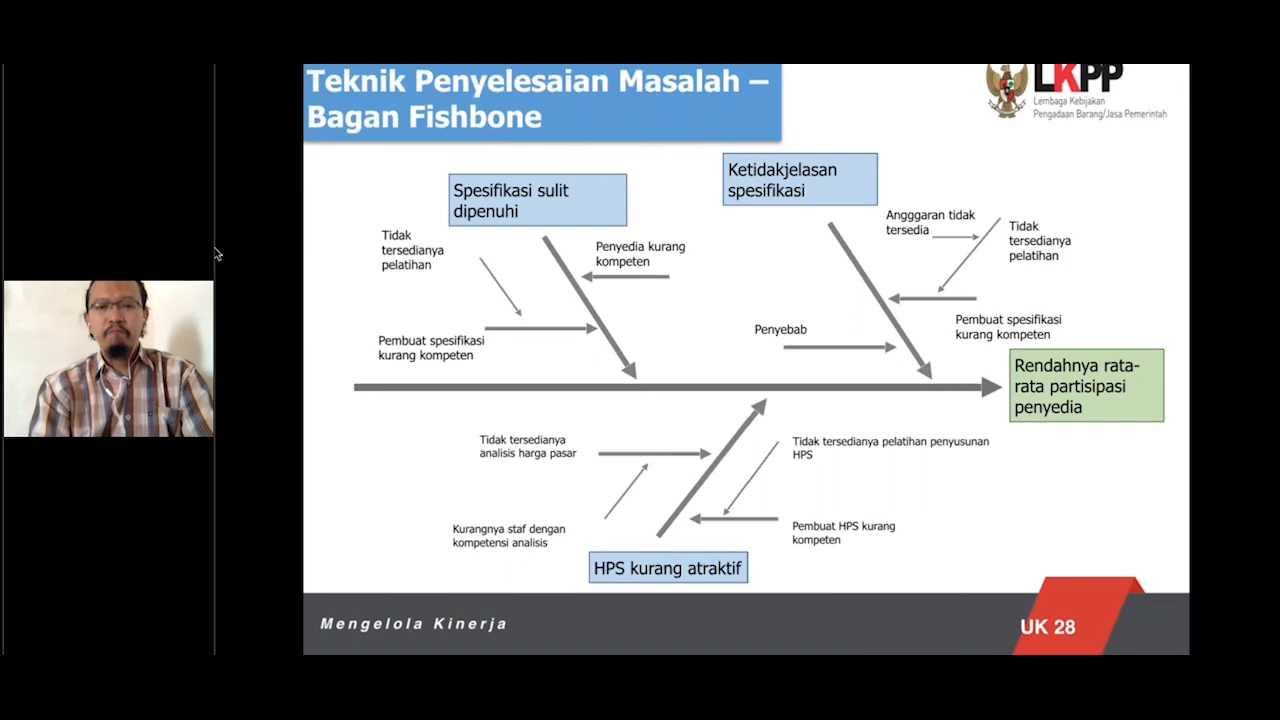 Teknik Penyelesaian Masalah –
Bagan Fishbone
LKPP
Lembaga Kebijakan
Pengadaan Barang/Jasa Pemerintah
Spesifikasi sulit
dipenuhi
Ketidakjelasan
spesifikasi
Tidak
tersedianya
pelatihan
Penyedia kurang
kompeten
Angggaran tidak
tersedia
Tidak
tersedianya
pelatihan
Pembuat spesifikasi
kurang kompeten
Penyebab
Pembuat spesifikasi
kurang kompeten
Rendahnya rata-
rata partisipasi
penyedia
Tidak tersedianya
analisis harga pasar
Tidak tersedianya pelatihan penyusunan
HPS
Kurangnya staf dengan
kompetensi analisis
Pembuat HPS kurang
kompeten
HPS kurang atraktif
Mengelola Kinerja
UK 28